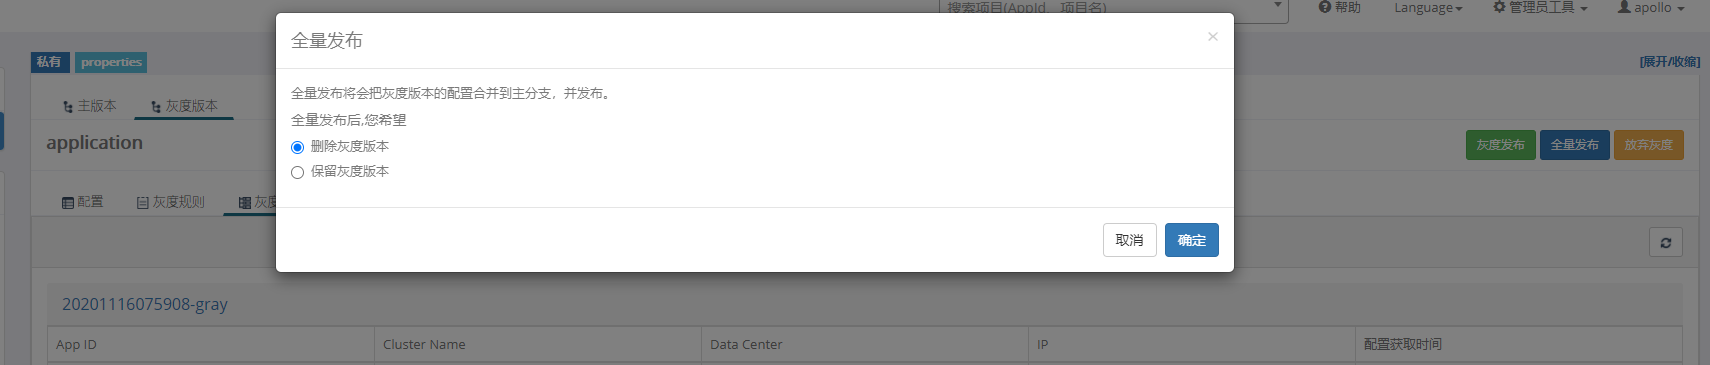 搜索项目(AppId、项目名)
帮助
Language
管理员工具
apollo
全量发布
×
私有
properties
[展开/收缩]
全量发布将会把灰度版本的配置合并到主分支，并发布。
主版本
灰度版本
全量发布后,您希望
application
删除灰度版本
灰度发布
全量发布
放弃灰度
保留灰度版本
配置
灰度规则
灰度
取消
确定
20201116075908-gray
App ID
Cluster Name
Data Center
IP
配置获取时间